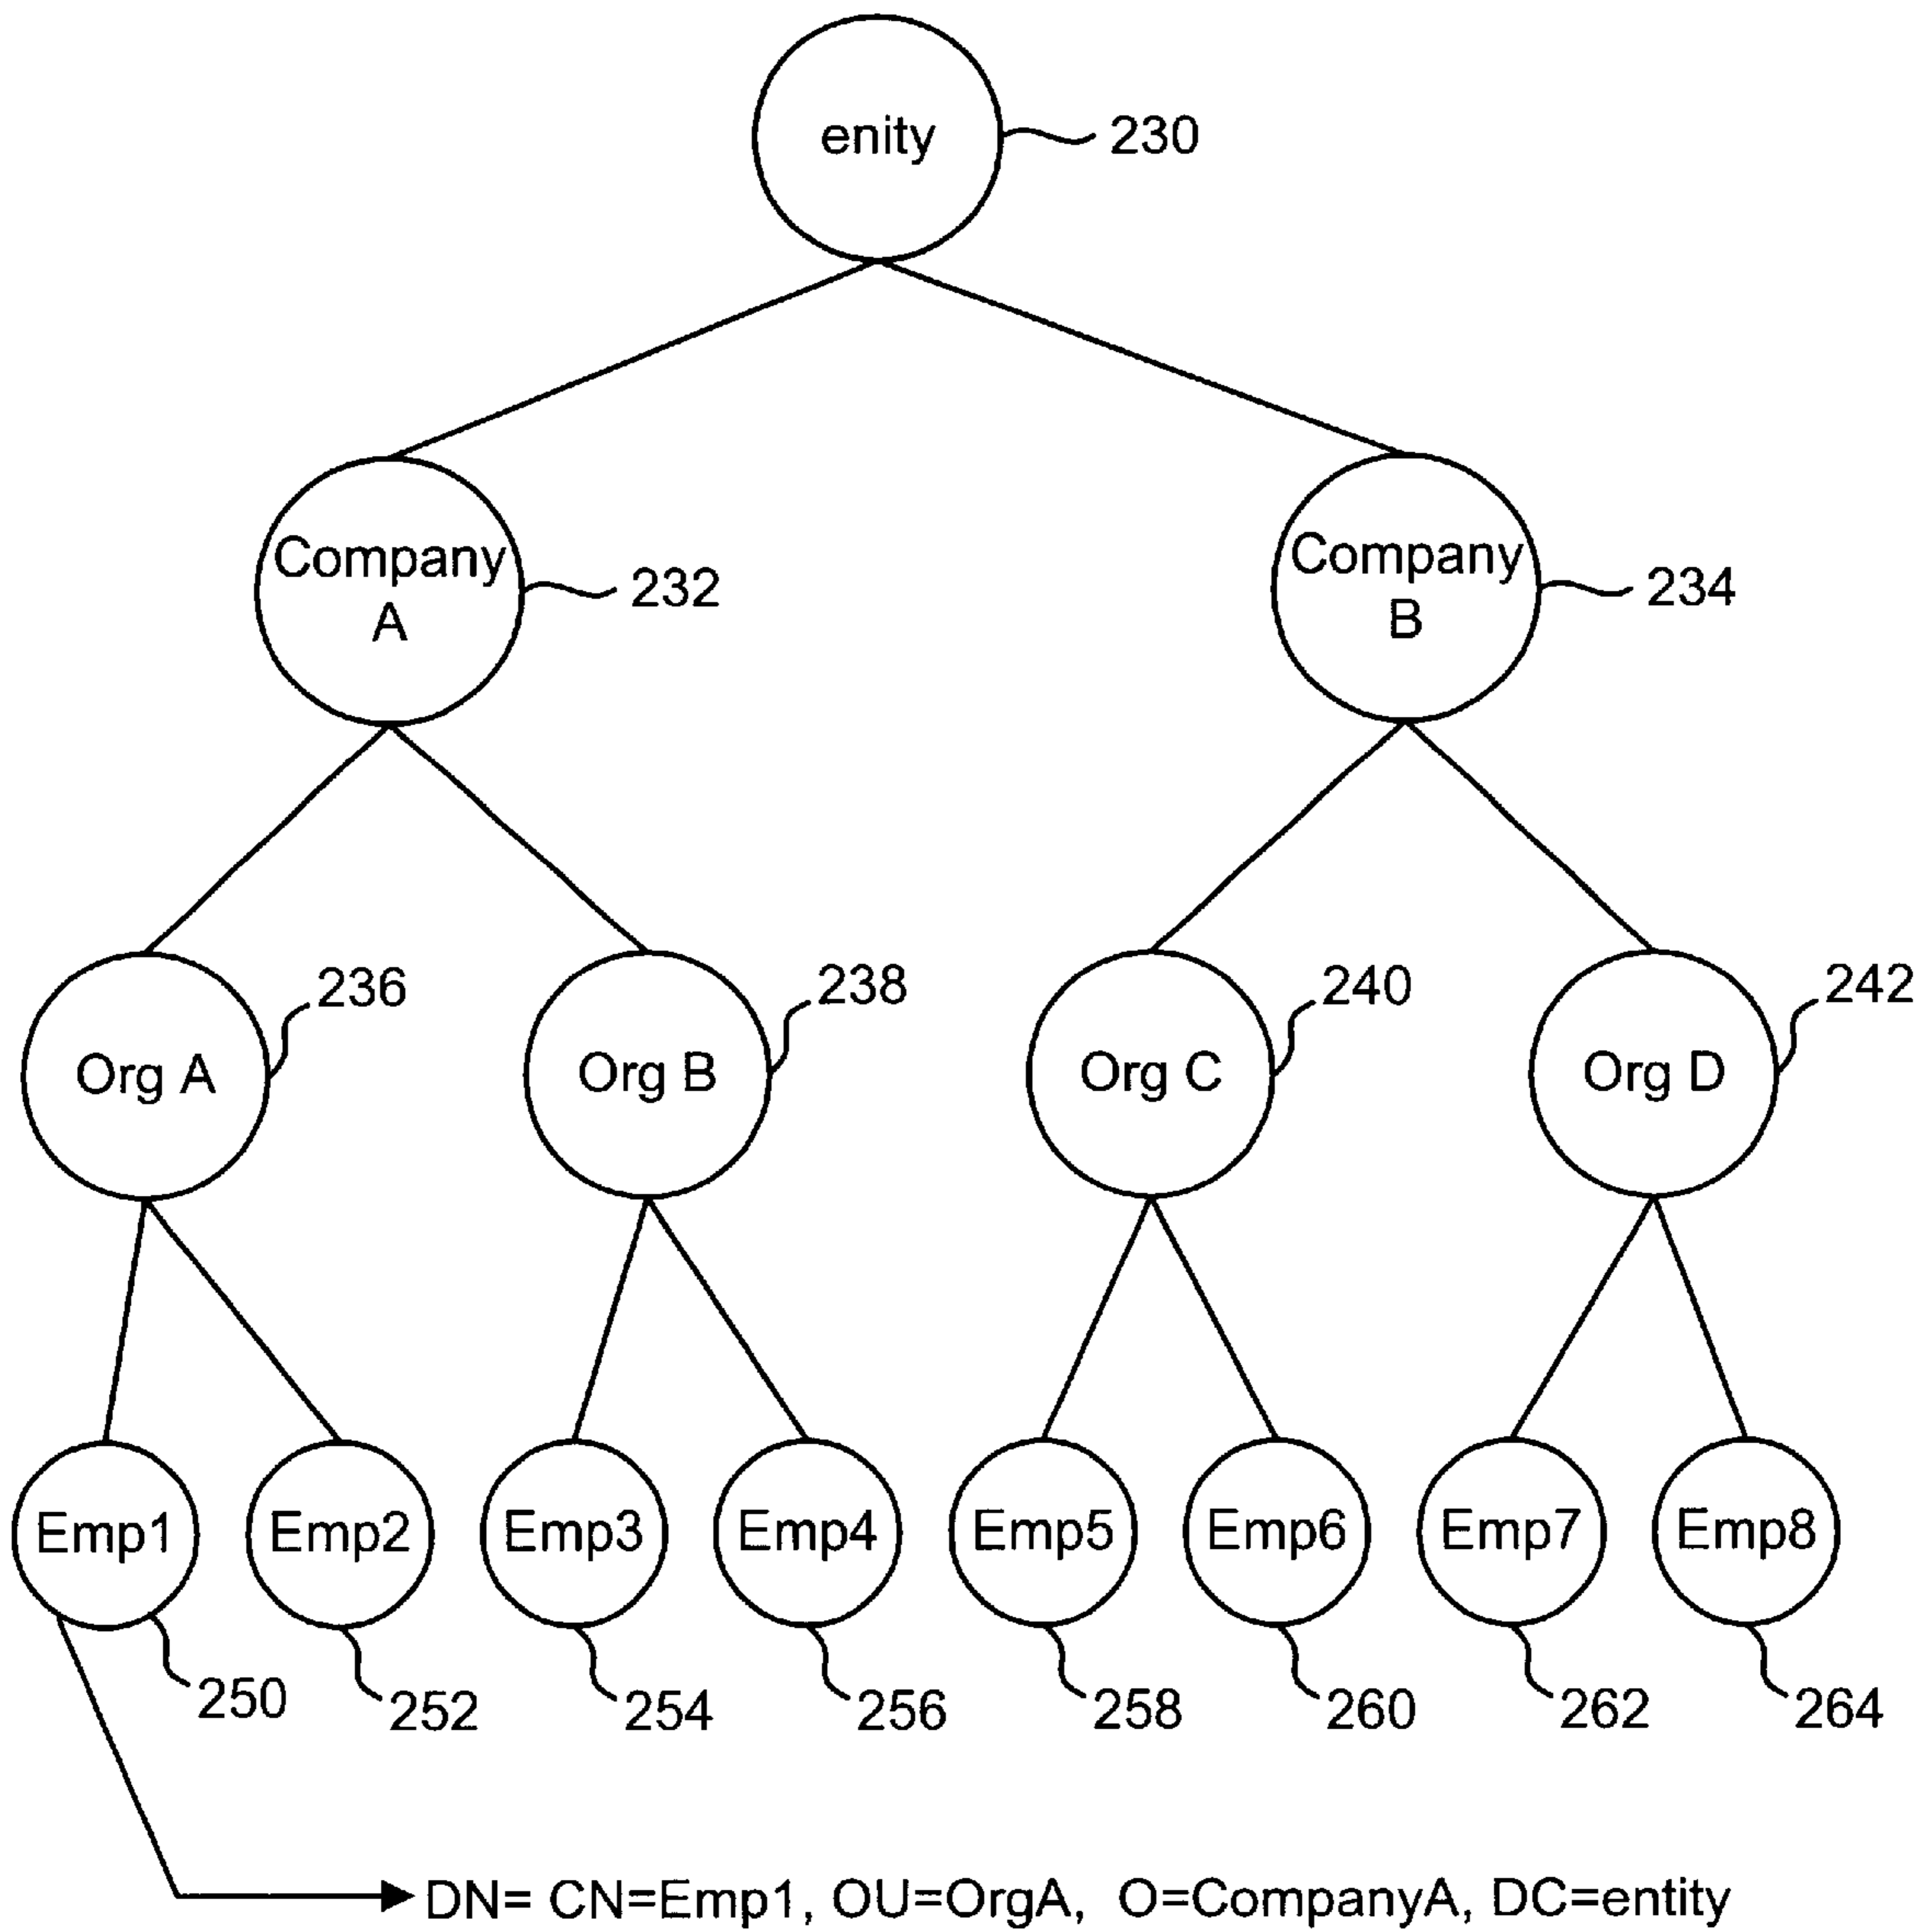 enity
230
Company
A
232
Company
B
234
236
238
240
242
Org A
Org B
Org C
Org D
Emp1
Emp2
Emp3
Emp4
Emp5
Emp6
Emp7
Emp8
250
252
254
256
258
260
262
264
DN= CN=Emp1, OU=OrgA, O=CompanyA, DC=entity